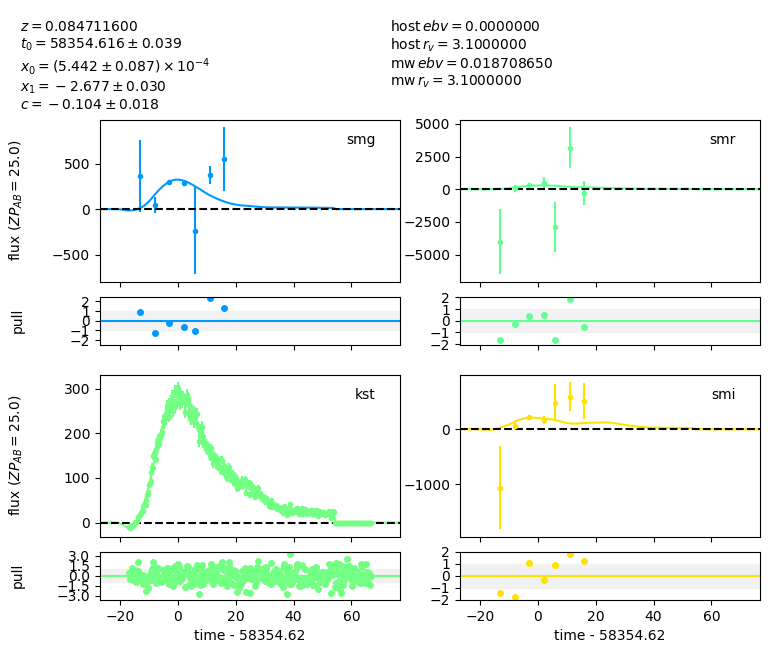 z = 0.084711600
t₀ = 58354.616 ± 0.039
x₀ = (5.442 ± 0.087) × 10⁻⁴
x₁ = −2.677 ± 0.030
c = −0.104 ± 0.018
host ebv = 0.0000000
host r_v = 3.1000000
mw ebv = 0.018708650
mw r_v = 3.1000000
flux (ZP_AB = 25.0)
500
0
−500
smg
5000
2500
0
−2500
−5000
smr
pull
2
1
0
−1
−2
2
1
0
−1
−2
flux (ZP_AB = 25.0)
300
200
100
0
kst
0
−1000
smi
pull
3.0
1.5
0.0
−1.5
−3.0
2
1
0
−1
−2
−20 0 20 40 60
−20 0 20 40 60
time - 58354.62
time - 58354.62